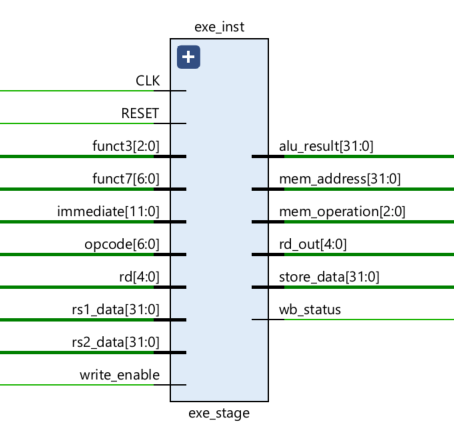 exe_inst
CLK
RESET
funct3[2:0]
funct7[6:0]
immediate[11:0]
opcode[6:0]
rd[4:0]
rs1_data[31:0]
rs2_data[31:0]
write_enable
alu_result[31:0]
mem_address[31:0]
mem_operation[2:0]
rd_out[4:0]
store_data[31:0]
wb_status
exe_stage